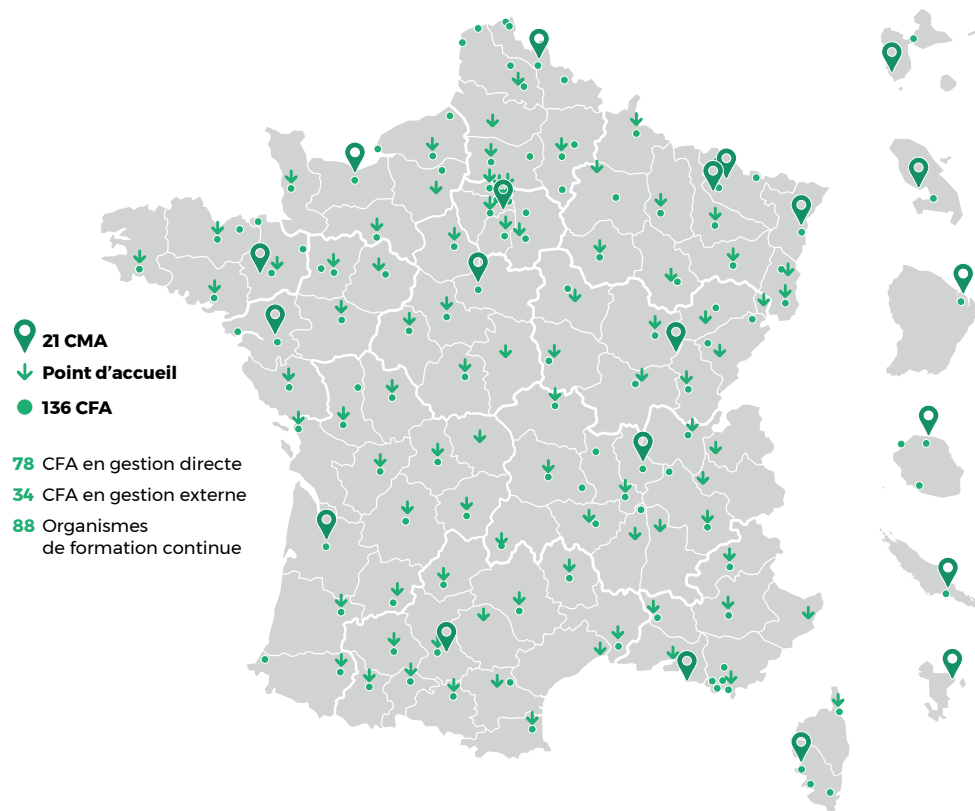 21 CMA
Point d'accueil
136 CFA
78 CFA en gestion directe
34 CFA en gestion externe
88 Organismes
de formation continue